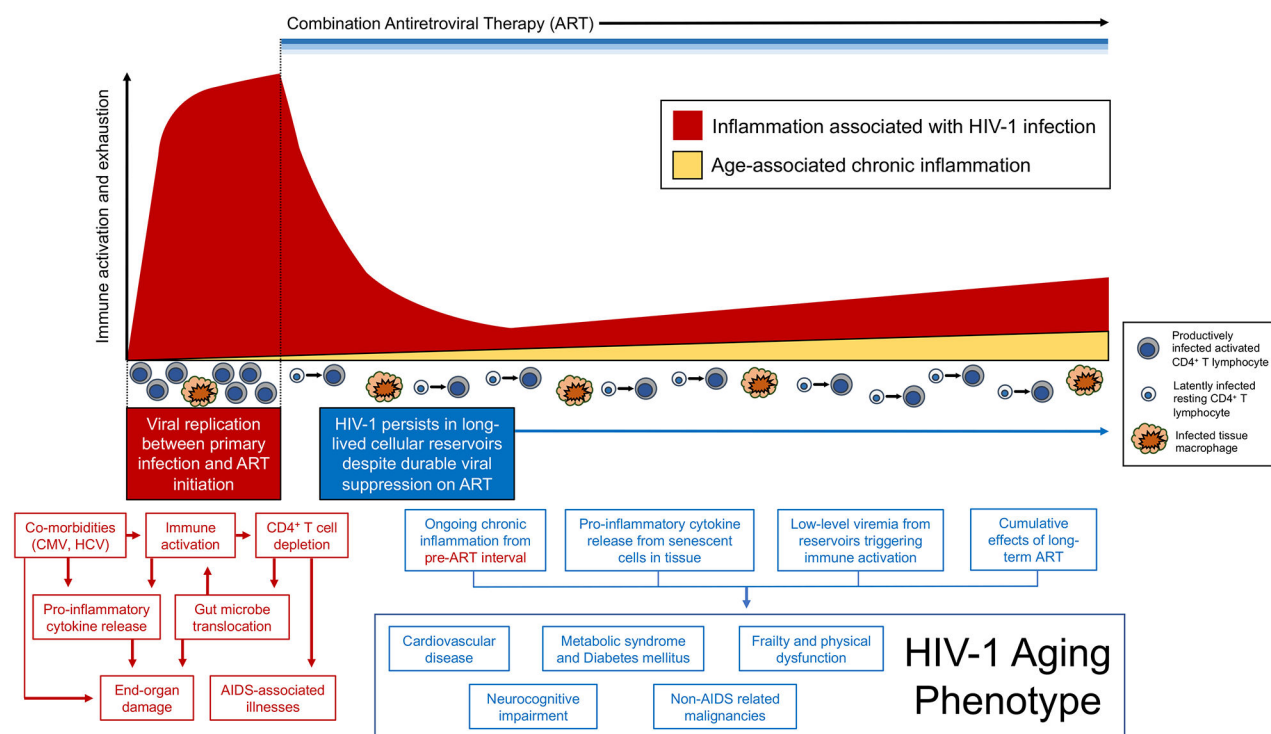 Combination Antiretroviral Therapy (ART)
Immune activation and exhaustion
Inflammation associated with HIV-1 infection
Age-associated chronic inflammation
Productively
infected activated
CD4⁺ T lymphocyte
Latently infected
resting CD4⁺ T
lymphocyte
Infected tissue
macrophage
Viral replication
between primary
infection and ART
initiation
HIV-1 persists in long-
lived cellular reservoirs
despite durable viral
suppression on ART
Co-morbidities
(CMV, HCV)
Immune
activation
CD4⁺ T cell
depletion
Pro-inflammatory
cytokine release
Gut microbe
translocation
End-organ
damage
AIDS-associated
illnesses
Ongoing chronic
inflammation from
pre-ART interval
Pro-inflammatory cytokine
release from senescent
cells in tissue
Low-level viremia from
reservoirs triggering
immune activation
Cumulative
effects of long-
term ART
Cardiovascular
disease
Metabolic syndrome
and Diabetes mellitus
Frailty and physical
dysfunction
Neurocognitive
impairment
Non-AIDS related
malignancies
HIV-1 Aging
Phenotype